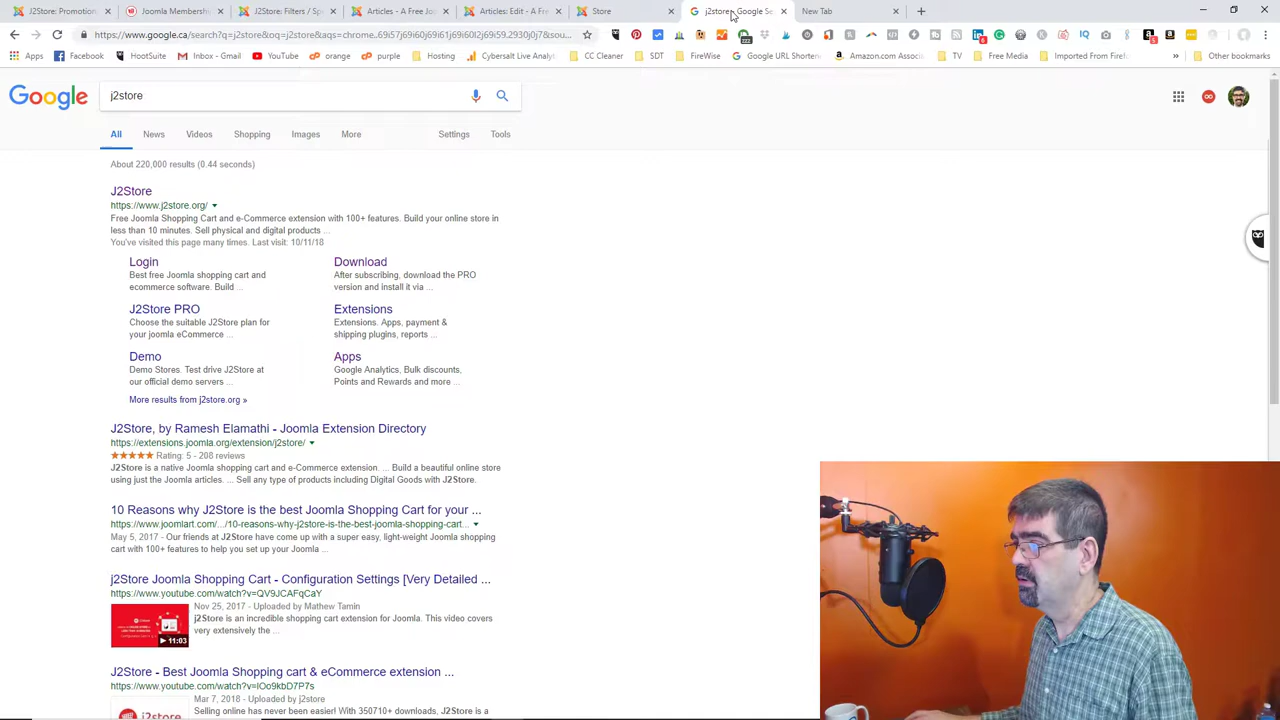 J2Store: Promotion
Joomla Membersh
J2Store: Filters / Sp
Articles - A Free Joo
Articles: Edit - A Fr
Store
j2store - Google Se
New Tab
Secure
https://www.google.ca/search?q=j2store&oq=j2store&aqs=chrome..69i57j69i60j69i61j69i60l2j69i59.2930j0j7&sou...
Apps
Facebook
HootSuite
YouTube
orange
purple
Hosting
Cybersalt Live Analyt
CC Cleaner
SDT
FireWise
Google URL Shorten
Amazon.com Associa
TV
Free Media
Imported From Firef
»
Other bookmarks
Google
j2store
All
News
Videos
Shopping
Images
More
Settings
Tools
About 220,000 results (0.44 seconds)
J2Store
https://www.j2store.org/
Free Joomla Shopping Cart and e-Commerce extension with 100+ features. Build your online store in
less than 10 minutes. Sell physical and digital products ...
You've visited this page many times. Last visit: 10/11/18
Login
Best free Joomla shopping cart and
ecommerce software. Build ...
Download
After subscribing, download the PRO
version and install it via ...
J2Store PRO
Choose the suitable J2Store plan for
your joomla eCommerce ...
Extensions
Extensions. Apps, payment &
shipping plugins, reports ...
Demo
Demo Stores. Test drive J2Store at
our official demo servers ...
Apps
Google Analytics, Bulk discounts,
Points and Rewards and more ...
More results from j2store.org »
J2Store, by Ramesh Elamathi - Joomla Extension Directory
https://extensions.joomla.org/extension/j2store/
Rating: 5 - 208 reviews
J2Store is a native Joomla shopping cart and e-Commerce extension. ... Build a beautiful online store
using just the Joomla articles. ... Sell any type of products including Digital Goods with J2Store.
10 Reasons why J2Store is the best Joomla Shopping Cart for your ...
https://www.joomlart.com/.../10-reasons-why-j2store-is-the-best-joomla-shopping-cart...
May 5, 2017 - Our friends at J2Store have come up with a super easy, light-weight Joomla shopping
cart with 100+ features to help you set up your Joomla ...
j2Store Joomla Shopping Cart - Configuration Settings [Very Detailed ...
https://www.youtube.com/watch?v=QV9JCAFqCaY
Nov 25, 2017 - Uploaded by Mathew Tamin
j2Store is an incredible shopping cart extension for Joomla. This video covers
very extensively the ...
11:03
J2Store - Best Joomla Shopping cart & eCommerce extension ...
https://www.youtube.com/watch?v=IOo9kbD7P7s
Mar 7, 2018 - Uploaded by j2store
Selling online has never been easier! With 350710+ downloads, J2Store is a
j2store